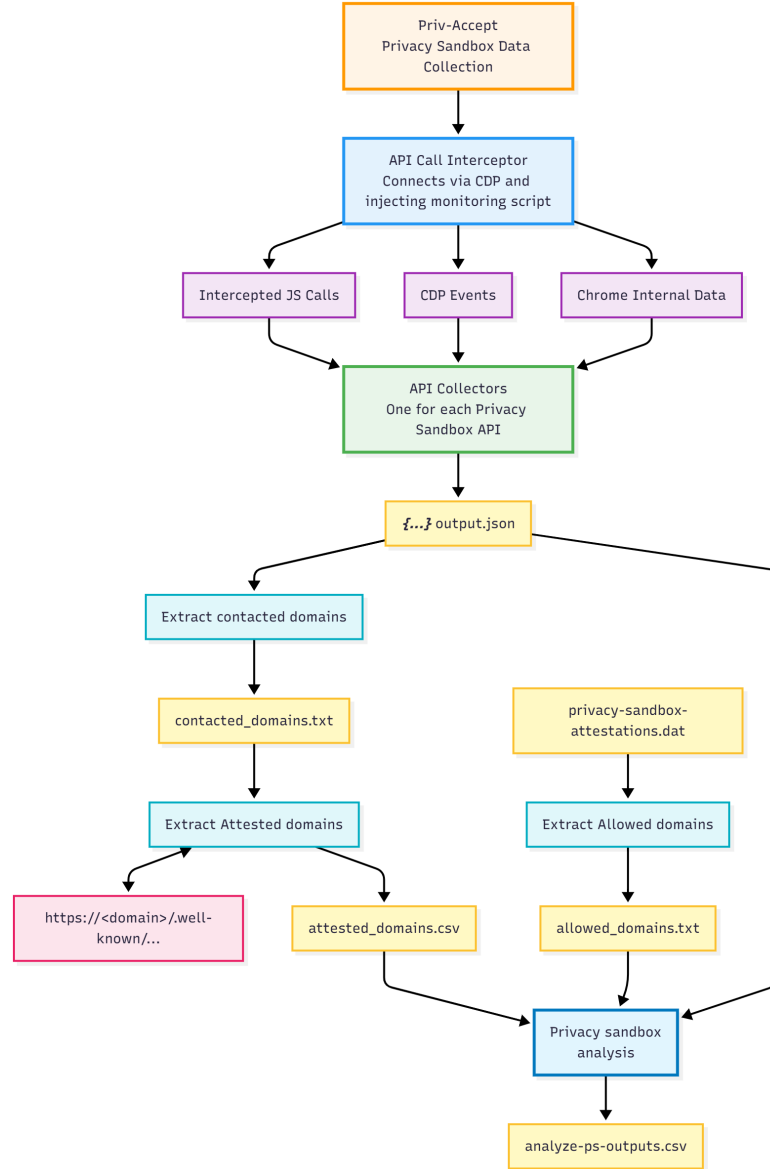 Priv-Accept
Privacy Sandbox Data
Collection
API Call Interceptor
Connects via CDP and
injecting monitoring script
Intercepted JS Calls
CDP Events
Chrome Internal Data
API Collectors
One for each Privacy
Sandbox API
{...} output.json
Extract contacted domains
contacted_domains.txt
privacy-sandbox-
attestations.dat
Extract Attested domains
Extract Allowed domains
https://<domain>/.well-
known/...
attested_domains.csv
allowed_domains.txt
Privacy sandbox
analysis
analyze-ps-outputs.csv